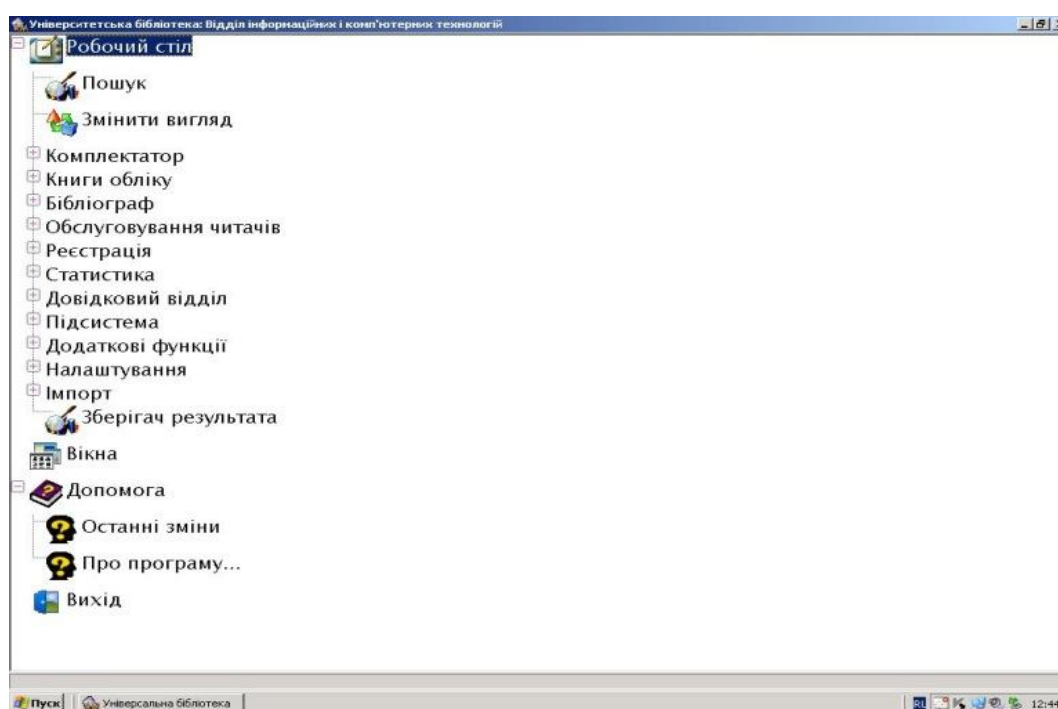 Університетська бібліотека: Відділ інформаційних і комп'ютерних технологій
Робочий стіл
Пошук
Змінити вигляд
Комплектатор
Книги обліку
Бібліограф
Обслуговування читачів
Реєстрація
Статистика
Довідковий відділ
Підсистема
Додаткові функції
Налаштування
Імпорт
Зберігач результата
Вікна
Допомога
Останні зміни
Про програму...
Вихід
Пуск Універсальна бібліотека 12:44